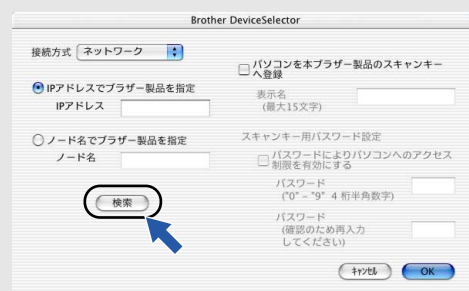 Brother DeviceSelector
接続方式 ネットワーク
IPアドレスでブラザー製品を指定
IPアドレス
ノード名でブラザー製品を指定
ノード名
検索
パソコンを本ブラザー製品のスキャンキー
へ登録
表示名
(最大15文字)
スキャンキー用パスワード設定
パスワードによりパソコンへのアクセス
制限を有効にする
パスワード
("0" – "9" 4 桁半角数字)
パスワード
(確認のため再入力
してください)
キャンセル
OK